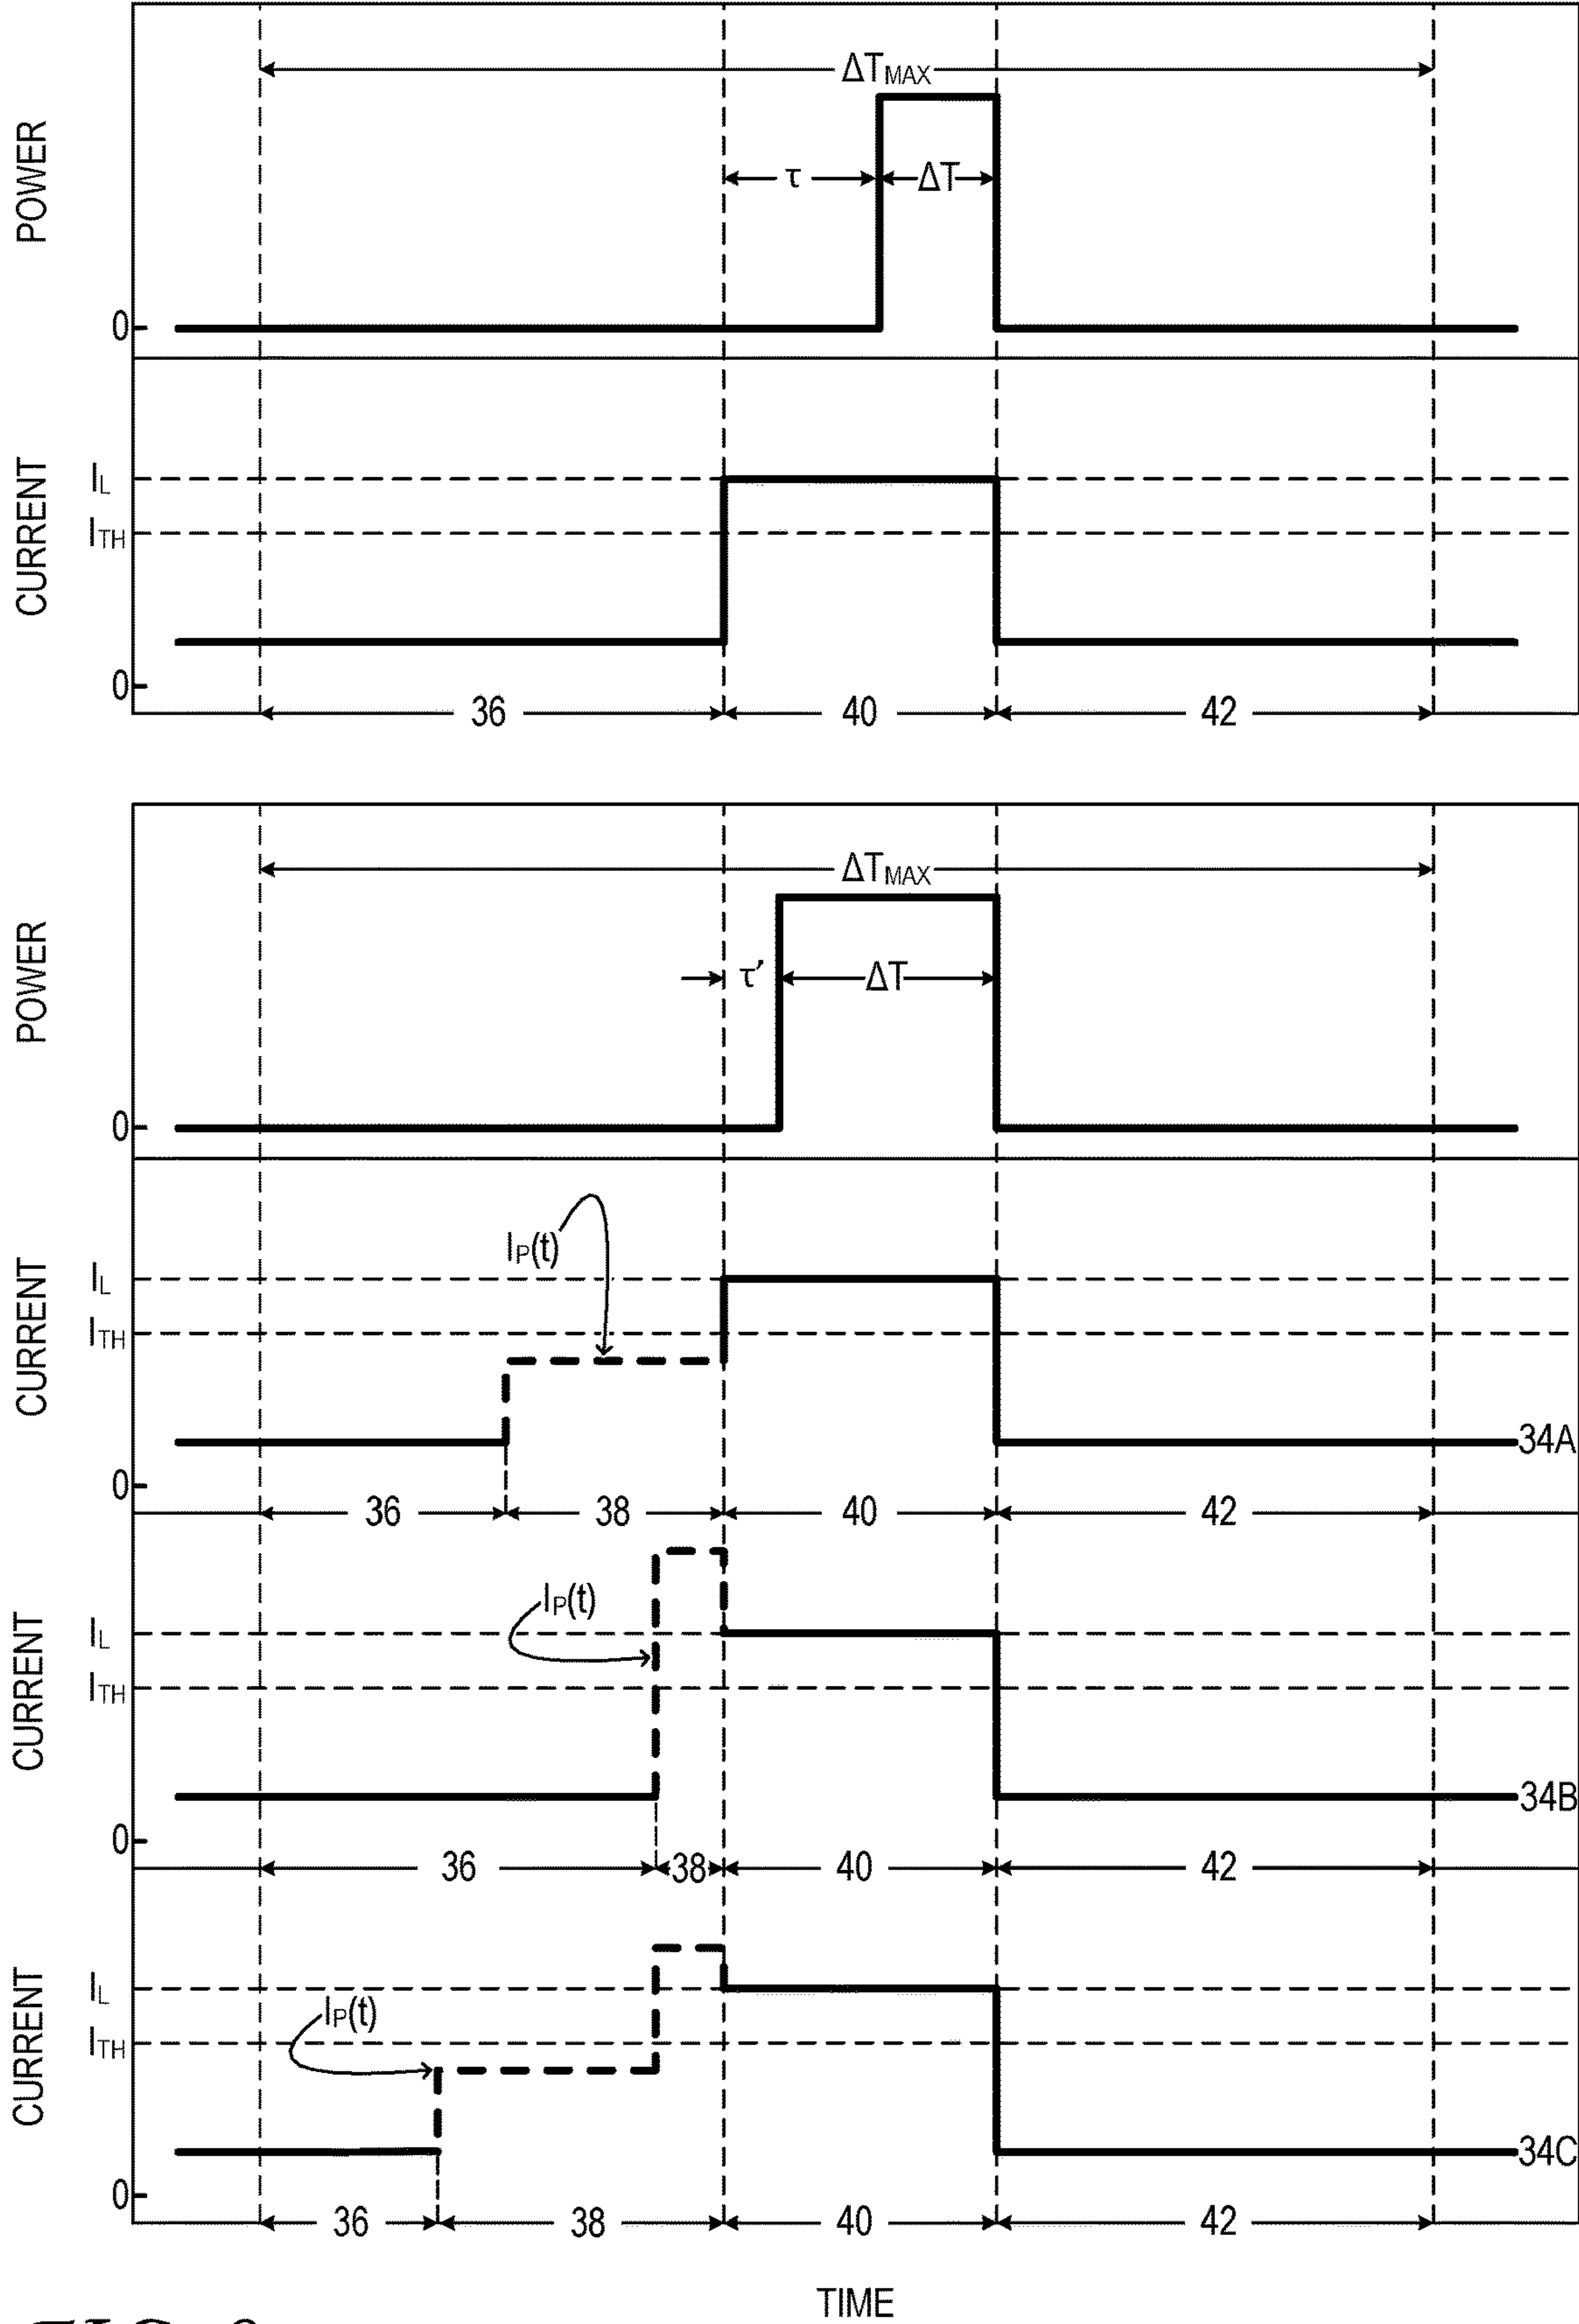 POWER
ΔT_MAX
τ
ΔT
0
CURRENT
I_L
I_TH
0
36 40 42
POWER
ΔT_MAX
τ'
ΔT
0
CURRENT
I_P(t)
I_L
I_TH
34A
0
36 38 40 42
CURRENT
I_P(t)
I_L
I_TH
34B
0
36 38 40 42
CURRENT
I_L
I_P(t)
I_TH
34C
0
36 38 40 42
TIME